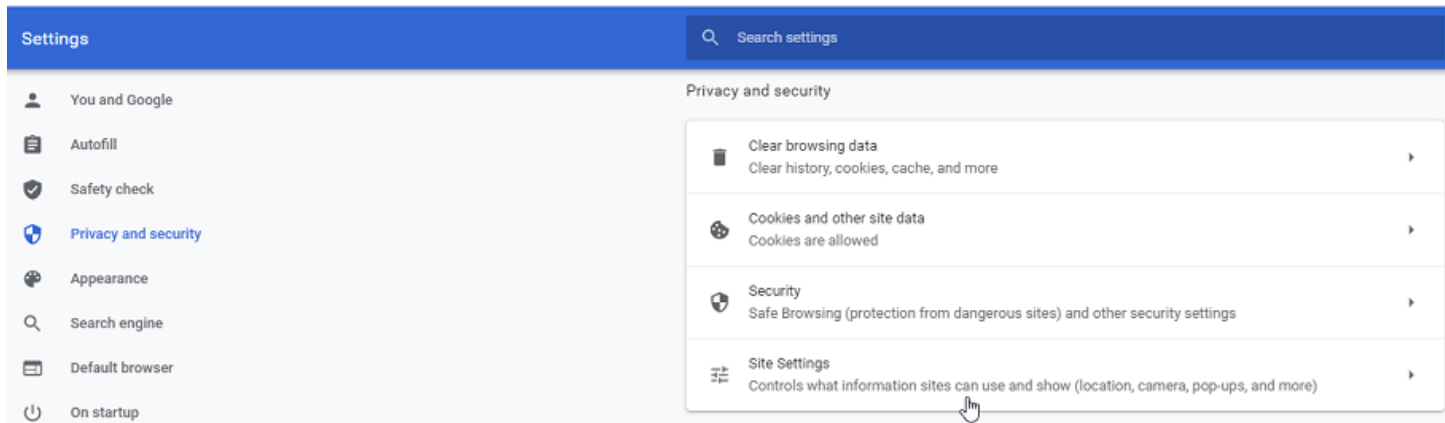 Settings
Search settings
You and Google
Autofill
Safety check
Privacy and security
Appearance
Search engine
Default browser
On startup
Privacy and security
Clear browsing data
Clear history, cookies, cache, and more
Cookies and other site data
Cookies are allowed
Security
Safe Browsing (protection from dangerous sites) and other security settings
Site Settings
Controls what information sites can use and show (location, camera, pop-ups, and more)